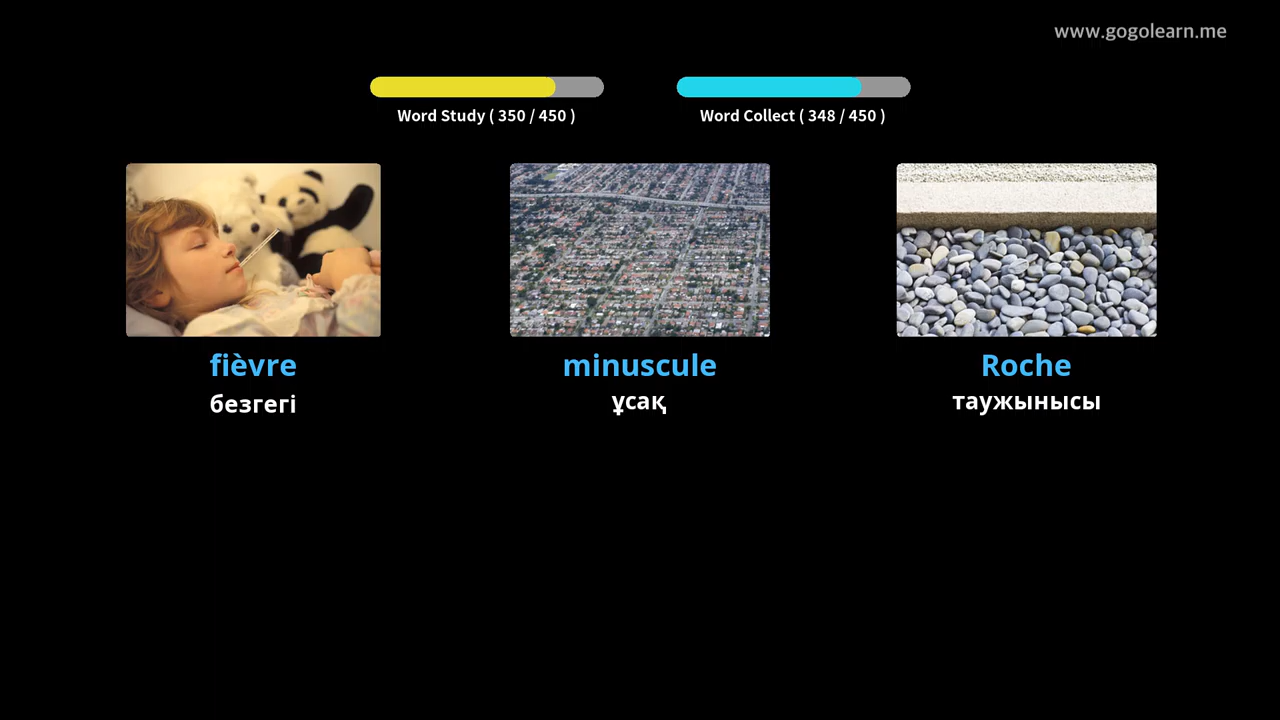 www.gogolearn.me
Word Study ( 350 / 450 )
Word Collect ( 348 / 450 )
fièvre
безгегі
minuscule
ұсақ
Roche
таужынысы